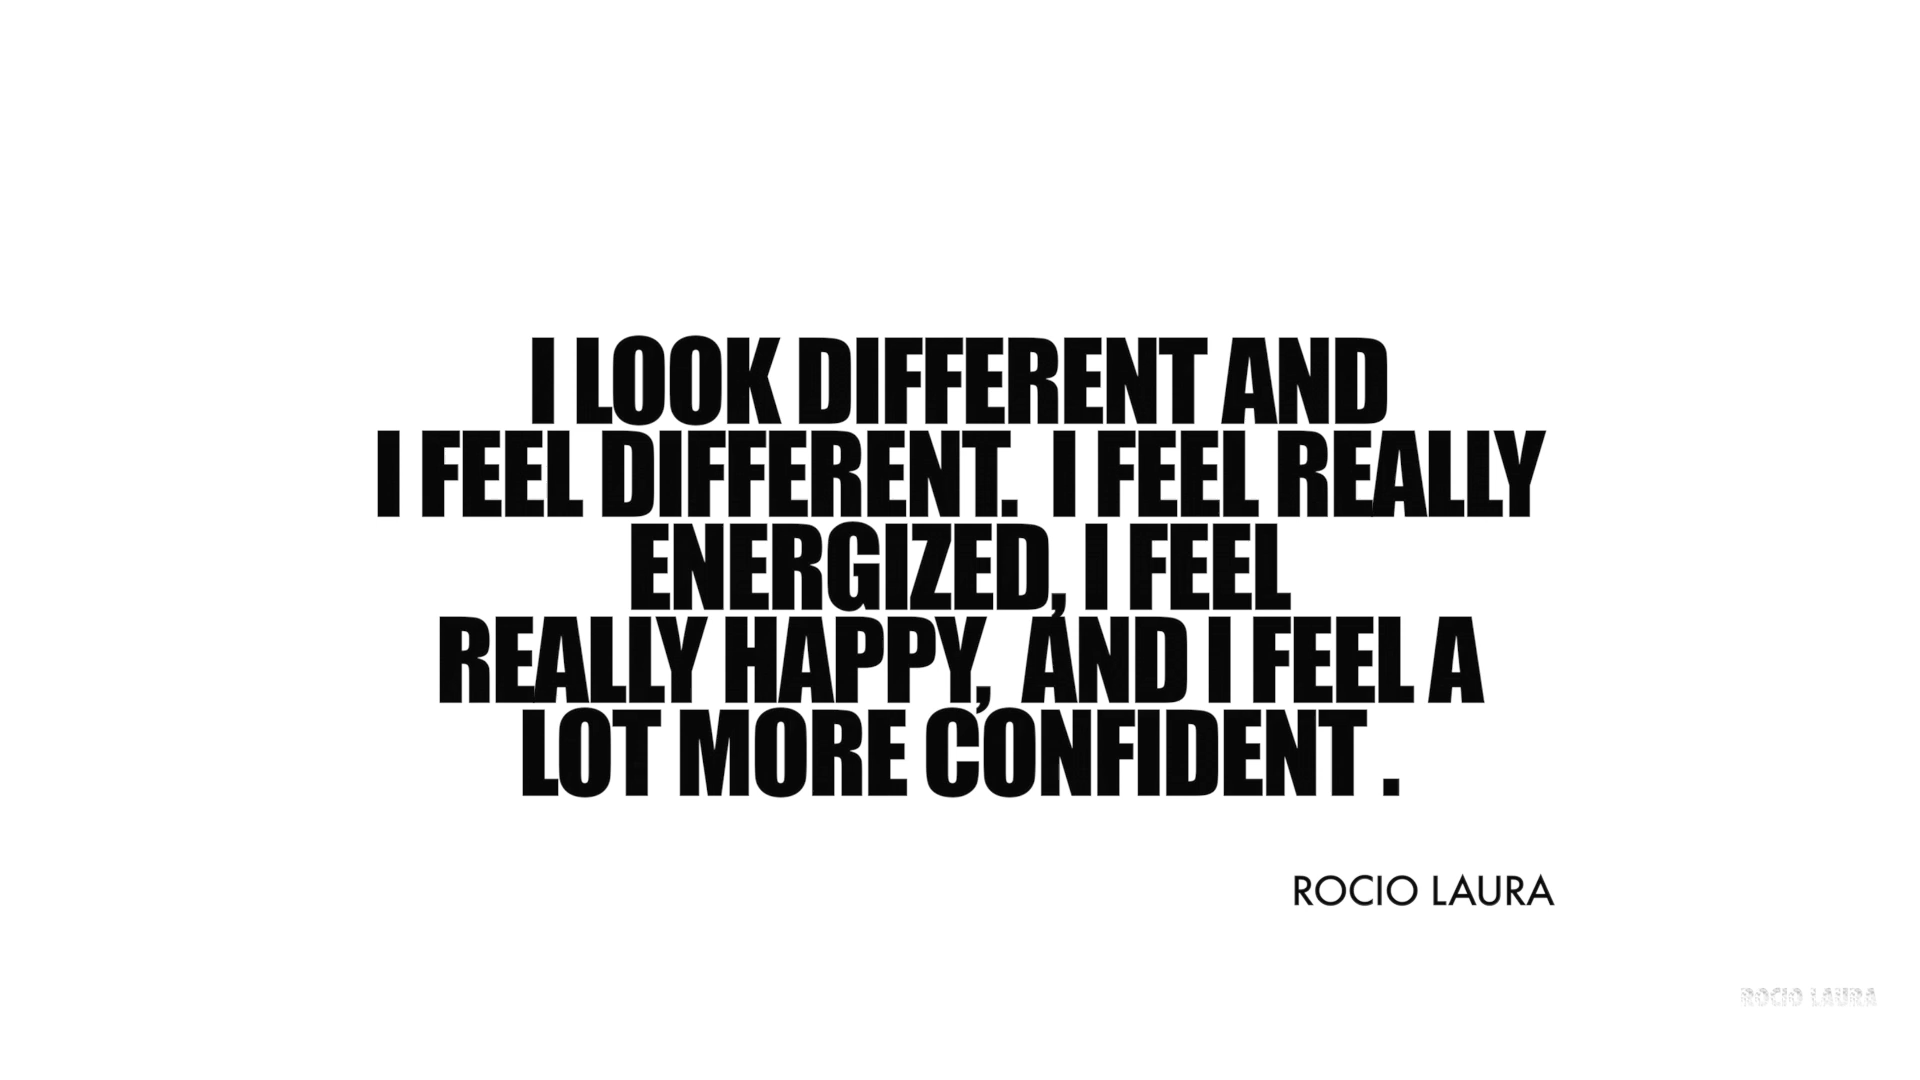 I LOOK DIFFERENT AND
I FEEL DIFFERENT.  I FEEL REALLY
ENERGIZED, I FEEL
REALLY HAPPY,  AND I FEEL A
LOT MORE CONFIDENT .
ROCIO LAURA
ROCIO LAURA